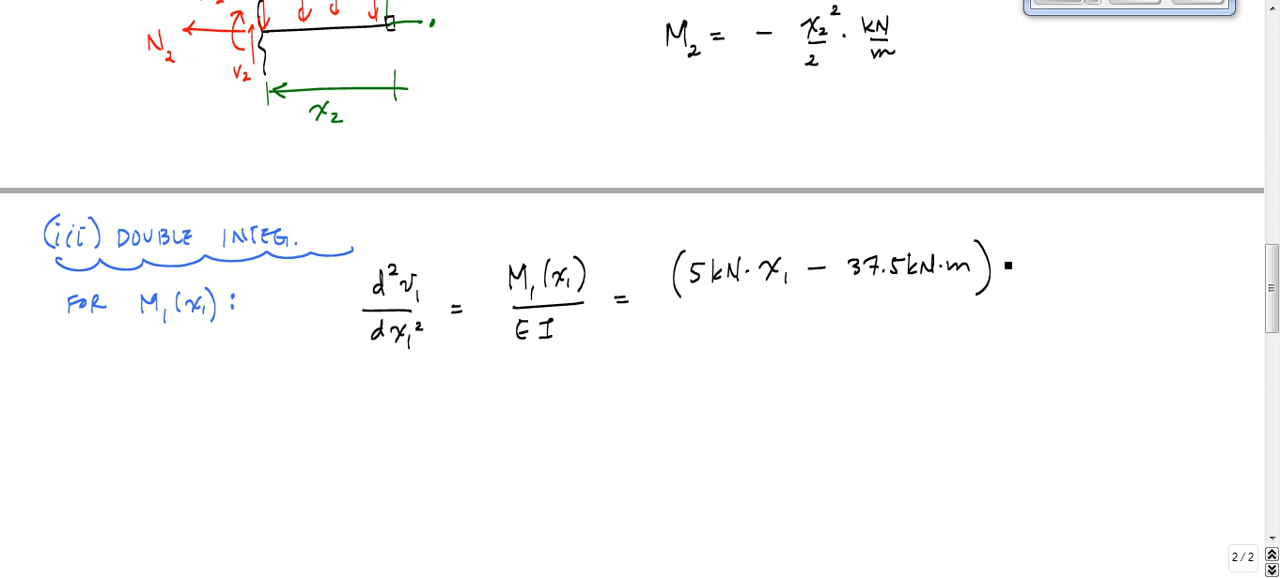 N₂
V₂
x₂
M₂ = - x₂²/2 · kN/m
(iii) DOUBLE INTEG.
FOR M₁(x₁): d²v₁/dx₁² = M₁(x₁)/EI = (5kN·x₁ - 37.5kN·m) ·
2 / 2